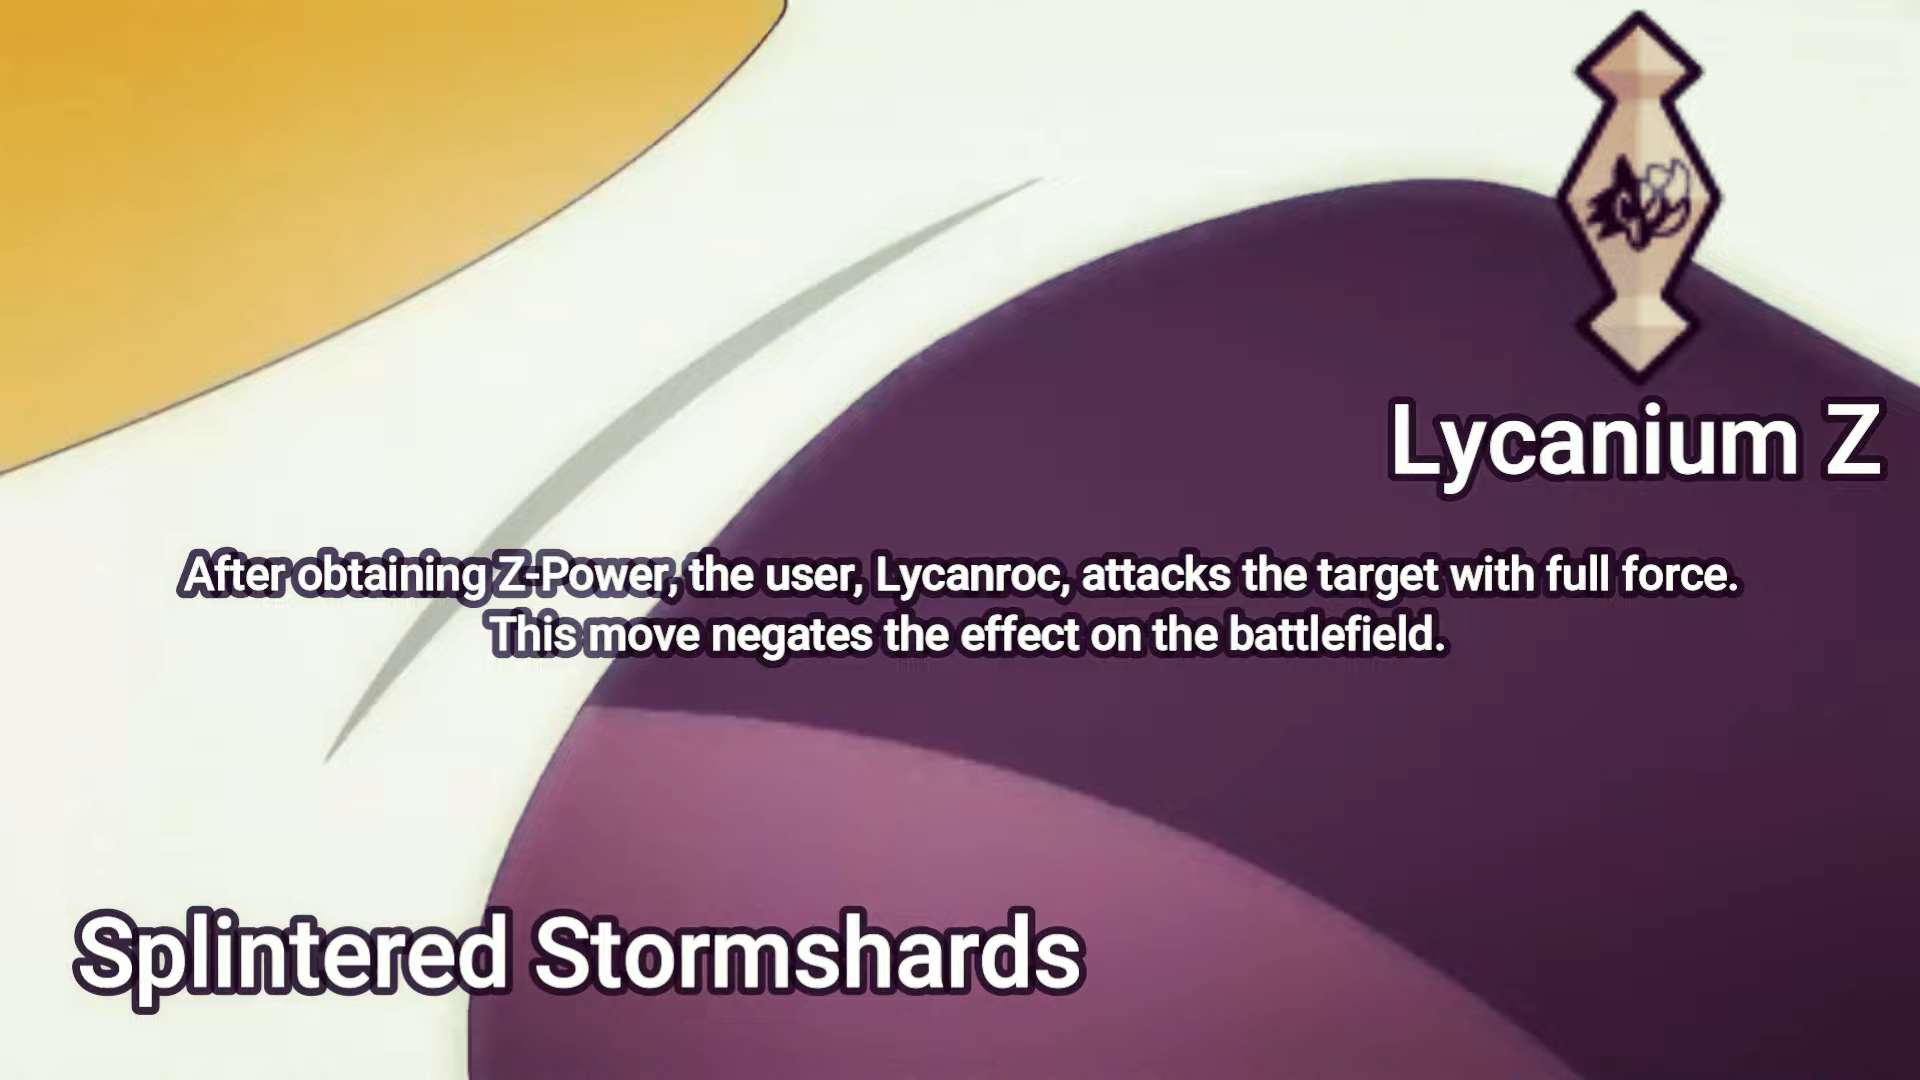 Lycanium Z
After obtaining Z-Power, the user, Lycanroc, attacks the target with full force.
This move negates the effect on the battlefield.
Splintered Stormshards